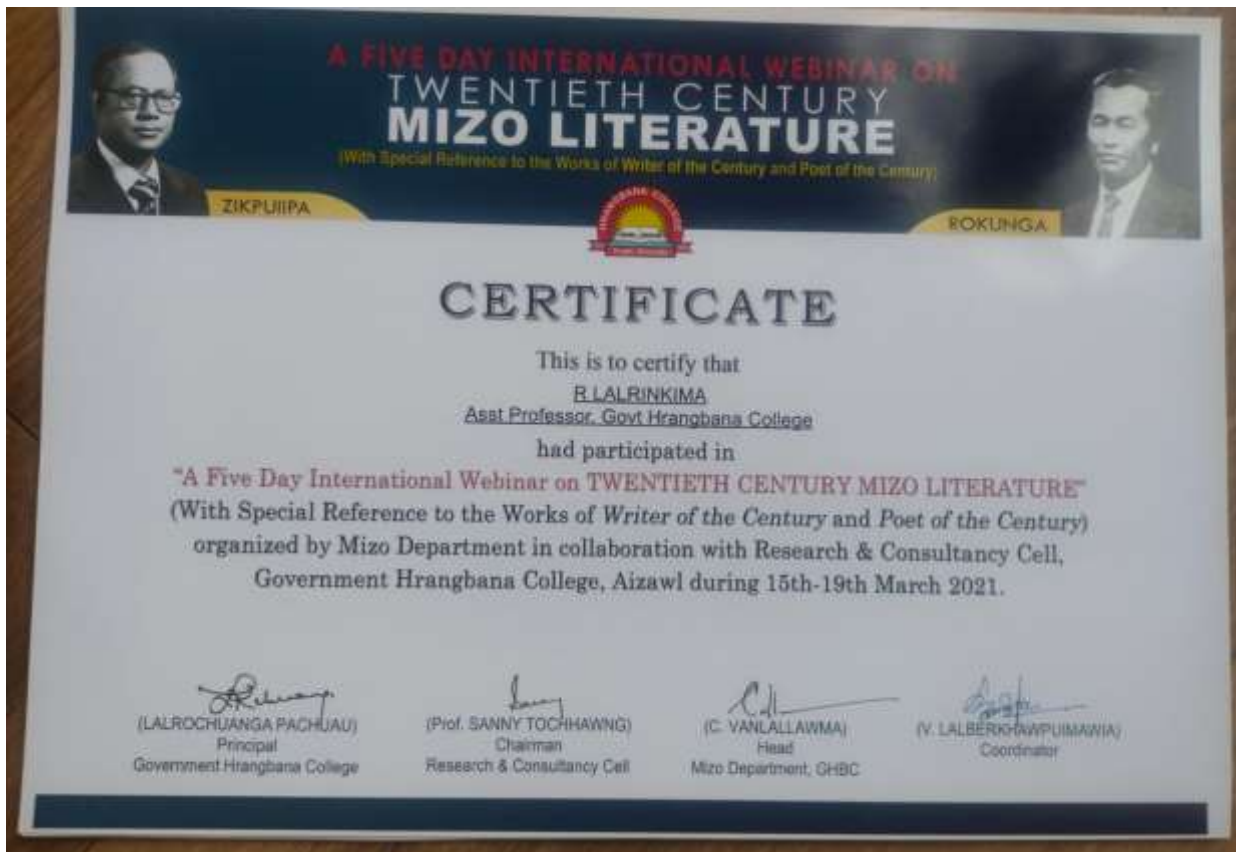 A FIVE DAY INTERNATIONAL WEBINAR ON
TWENTIETH CENTURY
MIZO LITERATURE
(With Special Reference to the Works of Writer of the Century and Poet of the Century)
ZIKPUIIPA
ROKUNGA
HRANGBANA COLLEGE
CERTIFICATE
This is to certify that
R LALRINKIMA
Asst Professor, Govt Hrangbana College
had participated in
"A Five Day International Webinar on TWENTIETH CENTURY MIZO LITERATURE"
(With Special Reference to the Works of Writer of the Century and Poet of the Century)
organized by Mizo Department in collaboration with Research & Consultancy Cell,
Government Hrangbana College, Aizawl during 15th-19th March 2021.
(LALROCHUANGA PACHUAU)
Principal
Government Hrangbana College
(Prof. SANNY TOCHHAWNG)
Chairman
Research & Consultancy Cell
(C. VANLALLAWMA)
Head
Mizo Department, GHBC
(V. LALBERKHAWPUIMAWIA)
Coordinator